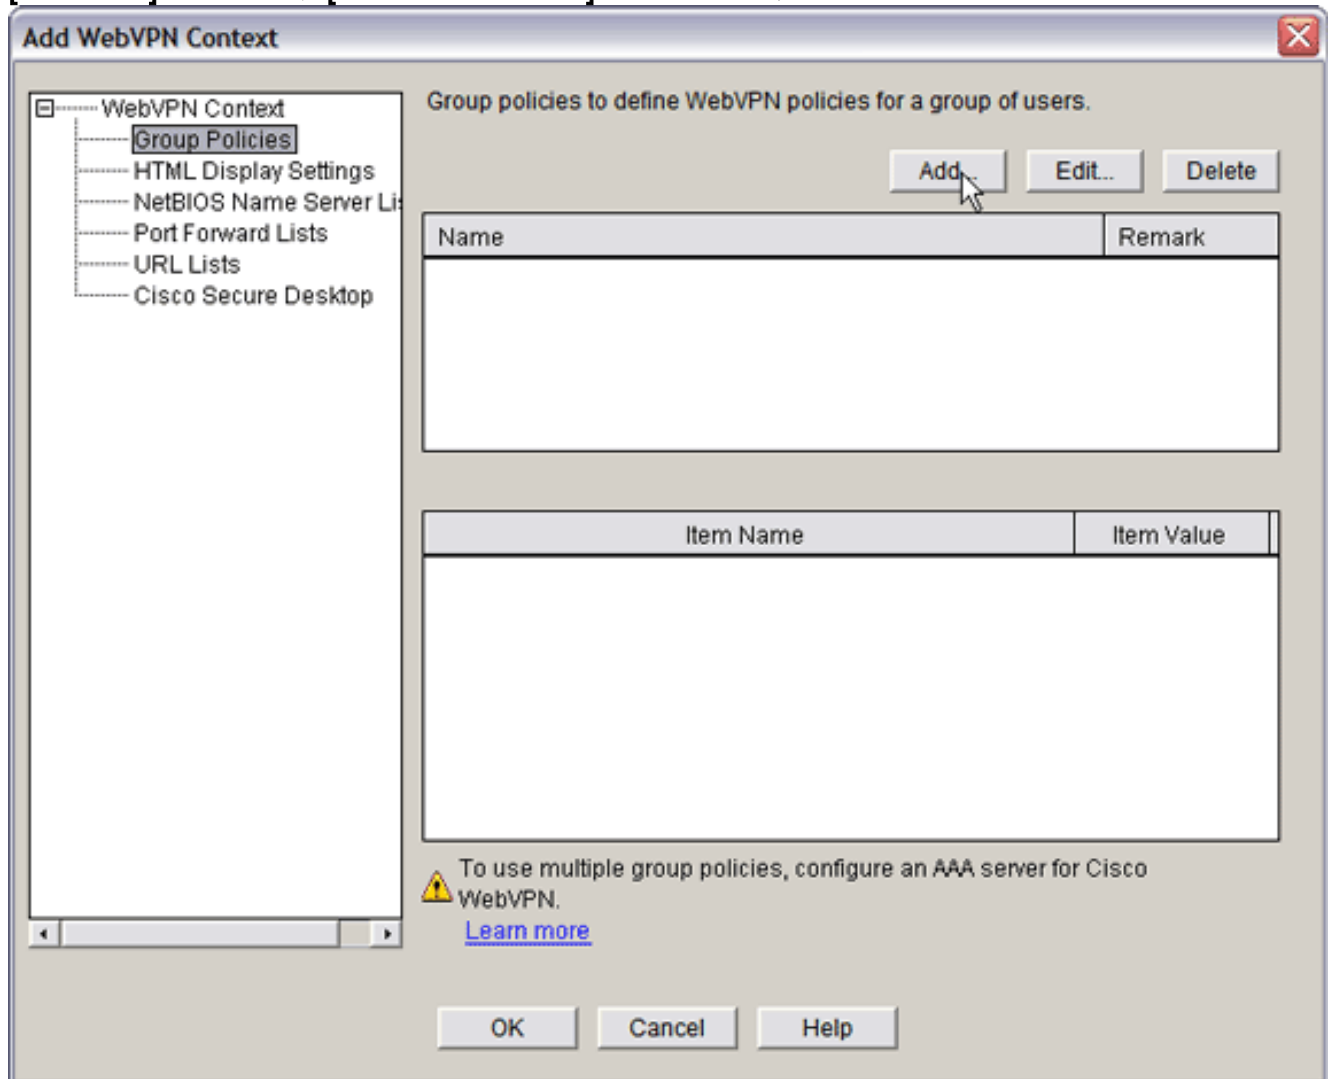 Add WebVPN Context
WebVPN Context
Group Policies
HTML Display Settings
NetBIOS Name Server Lis
Port Forward Lists
URL Lists
Cisco Secure Desktop
Group policies to define WebVPN policies for a group of users.
Add... Edit... Delete
Name Remark
Item Name Item Value
To use multiple group policies, configure an AAA server for Cisco
WebVPN.
Learn more
OK Cancel Help